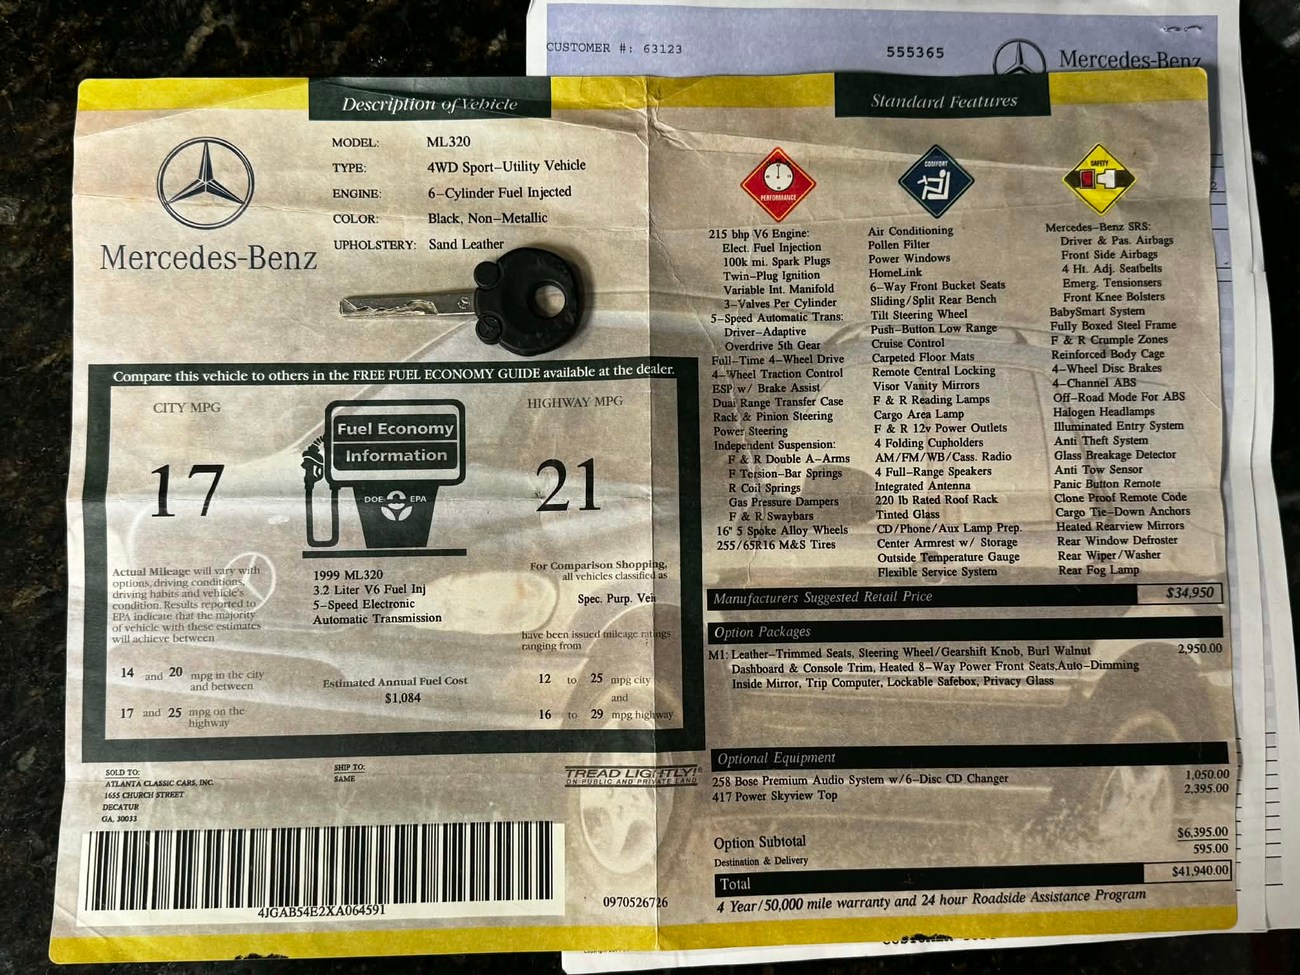 CUSTOMER #: 63123
555365
Mercedes-Benz
Description of Vehicle
MODEL: ML320
TYPE: 4WD Sport-Utility Vehicle
ENGINE: 6-Cylinder Fuel Injected
COLOR: Black, Non-Metallic
UPHOLSTERY: Sand Leather
Mercedes-Benz
Compare this vehicle to others in the FREE FUEL ECONOMY GUIDE available at the dealer.
CITY MPG
17
Fuel Economy
Information
DOE EPA
HIGHWAY MPG
21
Actual Mileage will vary with
options, driving conditions,
driving habits and vehicle's
condition. Results reported to
EPA indicate that the majority
of vehicle with these estimates
will achieve between
14 and 20 mpg in the city
and between
17 and 25 mpg on the
highway
1999 ML320
3.2 Liter V6 Fuel Inj
5-Speed Electronic
Automatic Transmission
Estimated Annual Fuel Cost
$1,084
For Comparison Shopping,
all vehicles classified as
Spec. Purp. Veh
have been issued mileage ratings
ranging from
12 to 25 mpg city
and
16 to 29 mpg highway
SOLD TO:
ATLANTA CLASSIC CARS, INC.
1655 CHURCH STREET
DECATUR
GA, 30033
SHIP TO:
SAME
TREAD LIGHTLY!
ON PUBLIC AND PRIVATE LAND
4JGAB54E2XA064591
0970526726
Standard Features
PERFORMANCE
215 bhp V6 Engine:
Elect. Fuel Injection
100k mi. Spark Plugs
Twin-Plug Ignition
Variable Int. Manifold
3-Valves Per Cylinder
5-Speed Automatic Trans:
Driver-Adaptive
Overdrive 5th Gear
Full-Time 4-Wheel Drive
4-Wheel Traction Control
ESP w/ Brake Assist
Dual Range Transfer Case
Rack & Pinion Steering
Power Steering
Independent Suspension:
F & R Double A-Arms
F Torsion-Bar Springs
R Coil Springs
Gas Pressure Dampers
F & R Swaybars
16" 5 Spoke Alloy Wheels
255/65R16 M&S Tires
COMFORT
Air Conditioning
Pollen Filter
Power Windows
HomeLink
6-Way Front Bucket Seats
Sliding/Split Rear Bench
Tilt Steering Wheel
Push-Button Low Range
Cruise Control
Carpeted Floor Mats
Remote Central Locking
Visor Vanity Mirrors
F & R Reading Lamps
Cargo Area Lamp
F & R 12v Power Outlets
4 Folding Cupholders
AM/FM/WB/Cass. Radio
4 Full-Range Speakers
Integrated Antenna
220 lb Rated Roof Rack
Tinted Glass
CD/Phone/Aux Lamp Prep.
Center Armrest w/ Storage
Outside Temperature Gauge
Flexible Service System
SAFETY
Mercedes-Benz SRS:
Driver & Pas. Airbags
Front Side Airbags
4 Ht. Adj. Seatbelts
Emerg. Tensionsers
Front Knee Bolsters
BabySmart System
Fully Boxed Steel Frame
F & R Crumple Zones
Reinforced Body Cage
4-Wheel Disc Brakes
4-Channel ABS
Off-Road Mode For ABS
Halogen Headlamps
Illuminated Entry System
Anti Theft System
Glass Breakage Detector
Anti Tow Sensor
Panic Button Remote
Clone Proof Remote Code
Cargo Tie-Down Anchors
Heated Rearview Mirrors
Rear Window Defroster
Rear Wiper/Washer
Rear Fog Lamp
Manufacturers Suggested Retail Price $34,950
Option Packages
M1: Leather-Trimmed Seats, Steering Wheel/Gearshift Knob, Burl Walnut 2,950.00
Dashboard & Console Trim, Heated 8-Way Power Front Seats,Auto-Dimming
Inside Mirror, Trip Computer, Lockable Safebox, Privacy Glass
Optional Equipment
258 Bose Premium Audio System w/6-Disc CD Changer 1,050.00
417 Power Skyview Top 2,395.00
Option Subtotal $6,395.00
Destination & Delivery 595.00
Total $41,940.00
4 Year/50,000 mile warranty and 24 hour Roadside Assistance Program